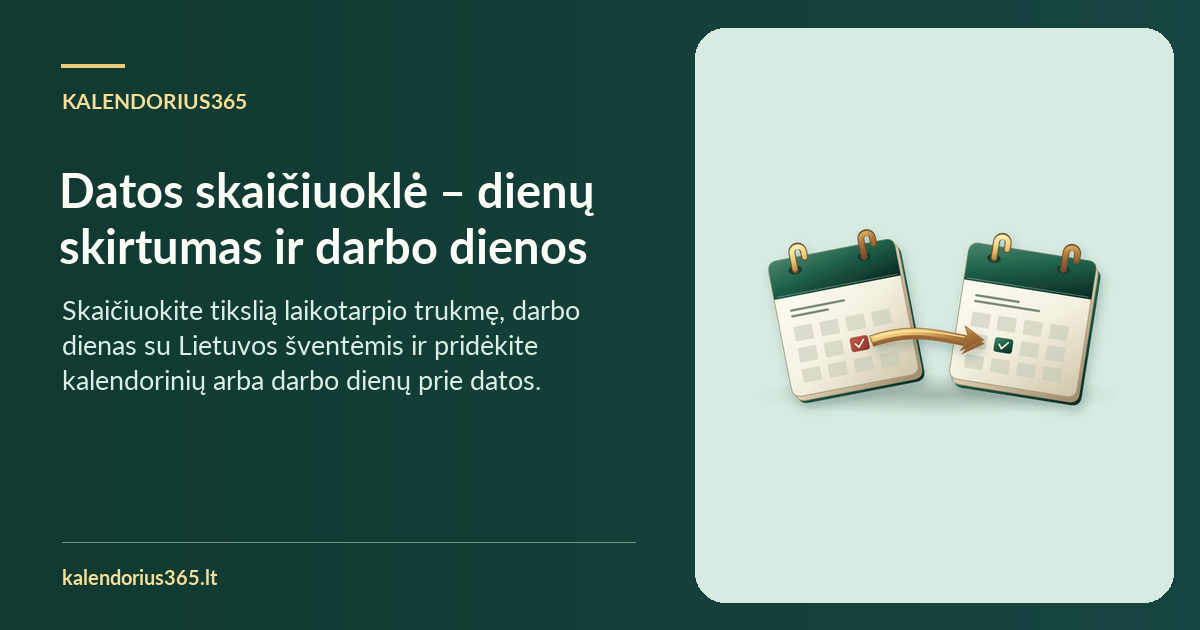 KALENDORIUS365
Datos skaičiuoklė – dienų
skirtumas ir darbo dienos
Skaičiuokite tikslią laikotarpio trukmę, darbo
dienas su Lietuvos šventėmis ir pridėkite
kalendorinių arba darbo dienų prie datos.
kalendorius365.lt